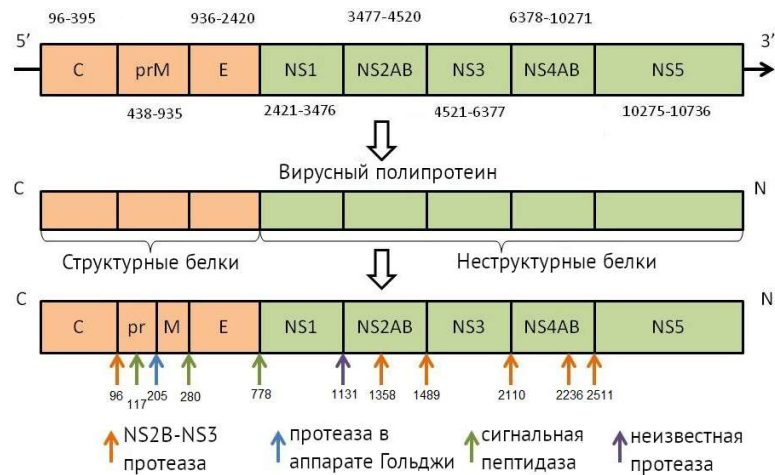 96-395 936-2420 3477-4520 6378-10271
5′ 3′
C prM E NS1 NS2AB NS3 NS4AB NS5
438-935 2421-3476 4521-6377 10275-10736
Вирусный полипротеин
C N
Структурные белки Неструктурные белки
C N
C pr M E NS1 NS2AB NS3 NS4AB NS5
96 117 205 280 778 1131 1358 1489 2110 2236 2511
NS2B-NS3 протеаза в сигнальная неизвестная
протеаза аппарате Гольджи пептидаза протеаза